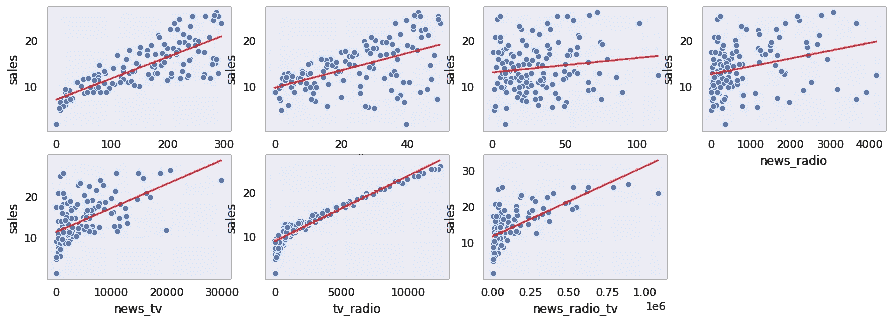 sales 20 10
sales 20 10
sales 20 10
sales 20 10
0 100 200 300
0 20 40
0 50 100
0 1000 2000 3000 4000
news_radio
sales 20 10
sales 20 10
sales 30 20 10
0 10000 20000 30000
0 5000 10000
0.00 0.25 0.50 0.75 1.00
1e6
news_tv
tv_radio
news_radio_tv